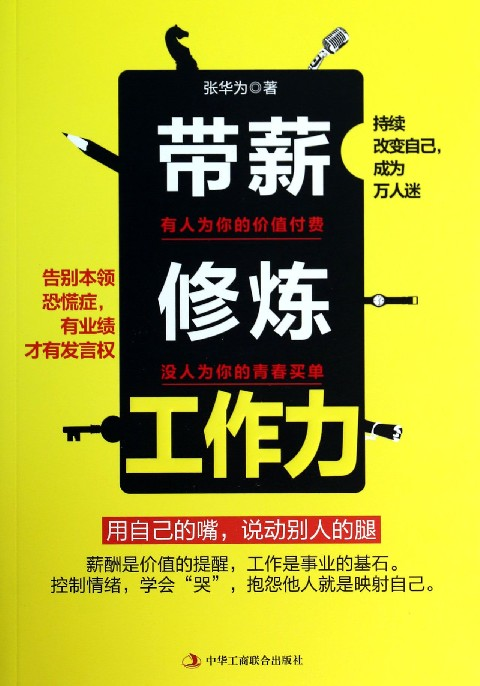 张华为◎著
带薪
持续
改变自己，
成为
万人迷
有人为你的价值付费
修炼
告别本领
恐慌症，
有业绩
才有发言权
没人为你的青春买单
工作力
用自己的嘴，说动别人的腿
薪酬是价值的提醒，工作是事业的基石。
控制情绪，学会“哭”，抱怨他人就是映射自己。
中华工商联合出版社